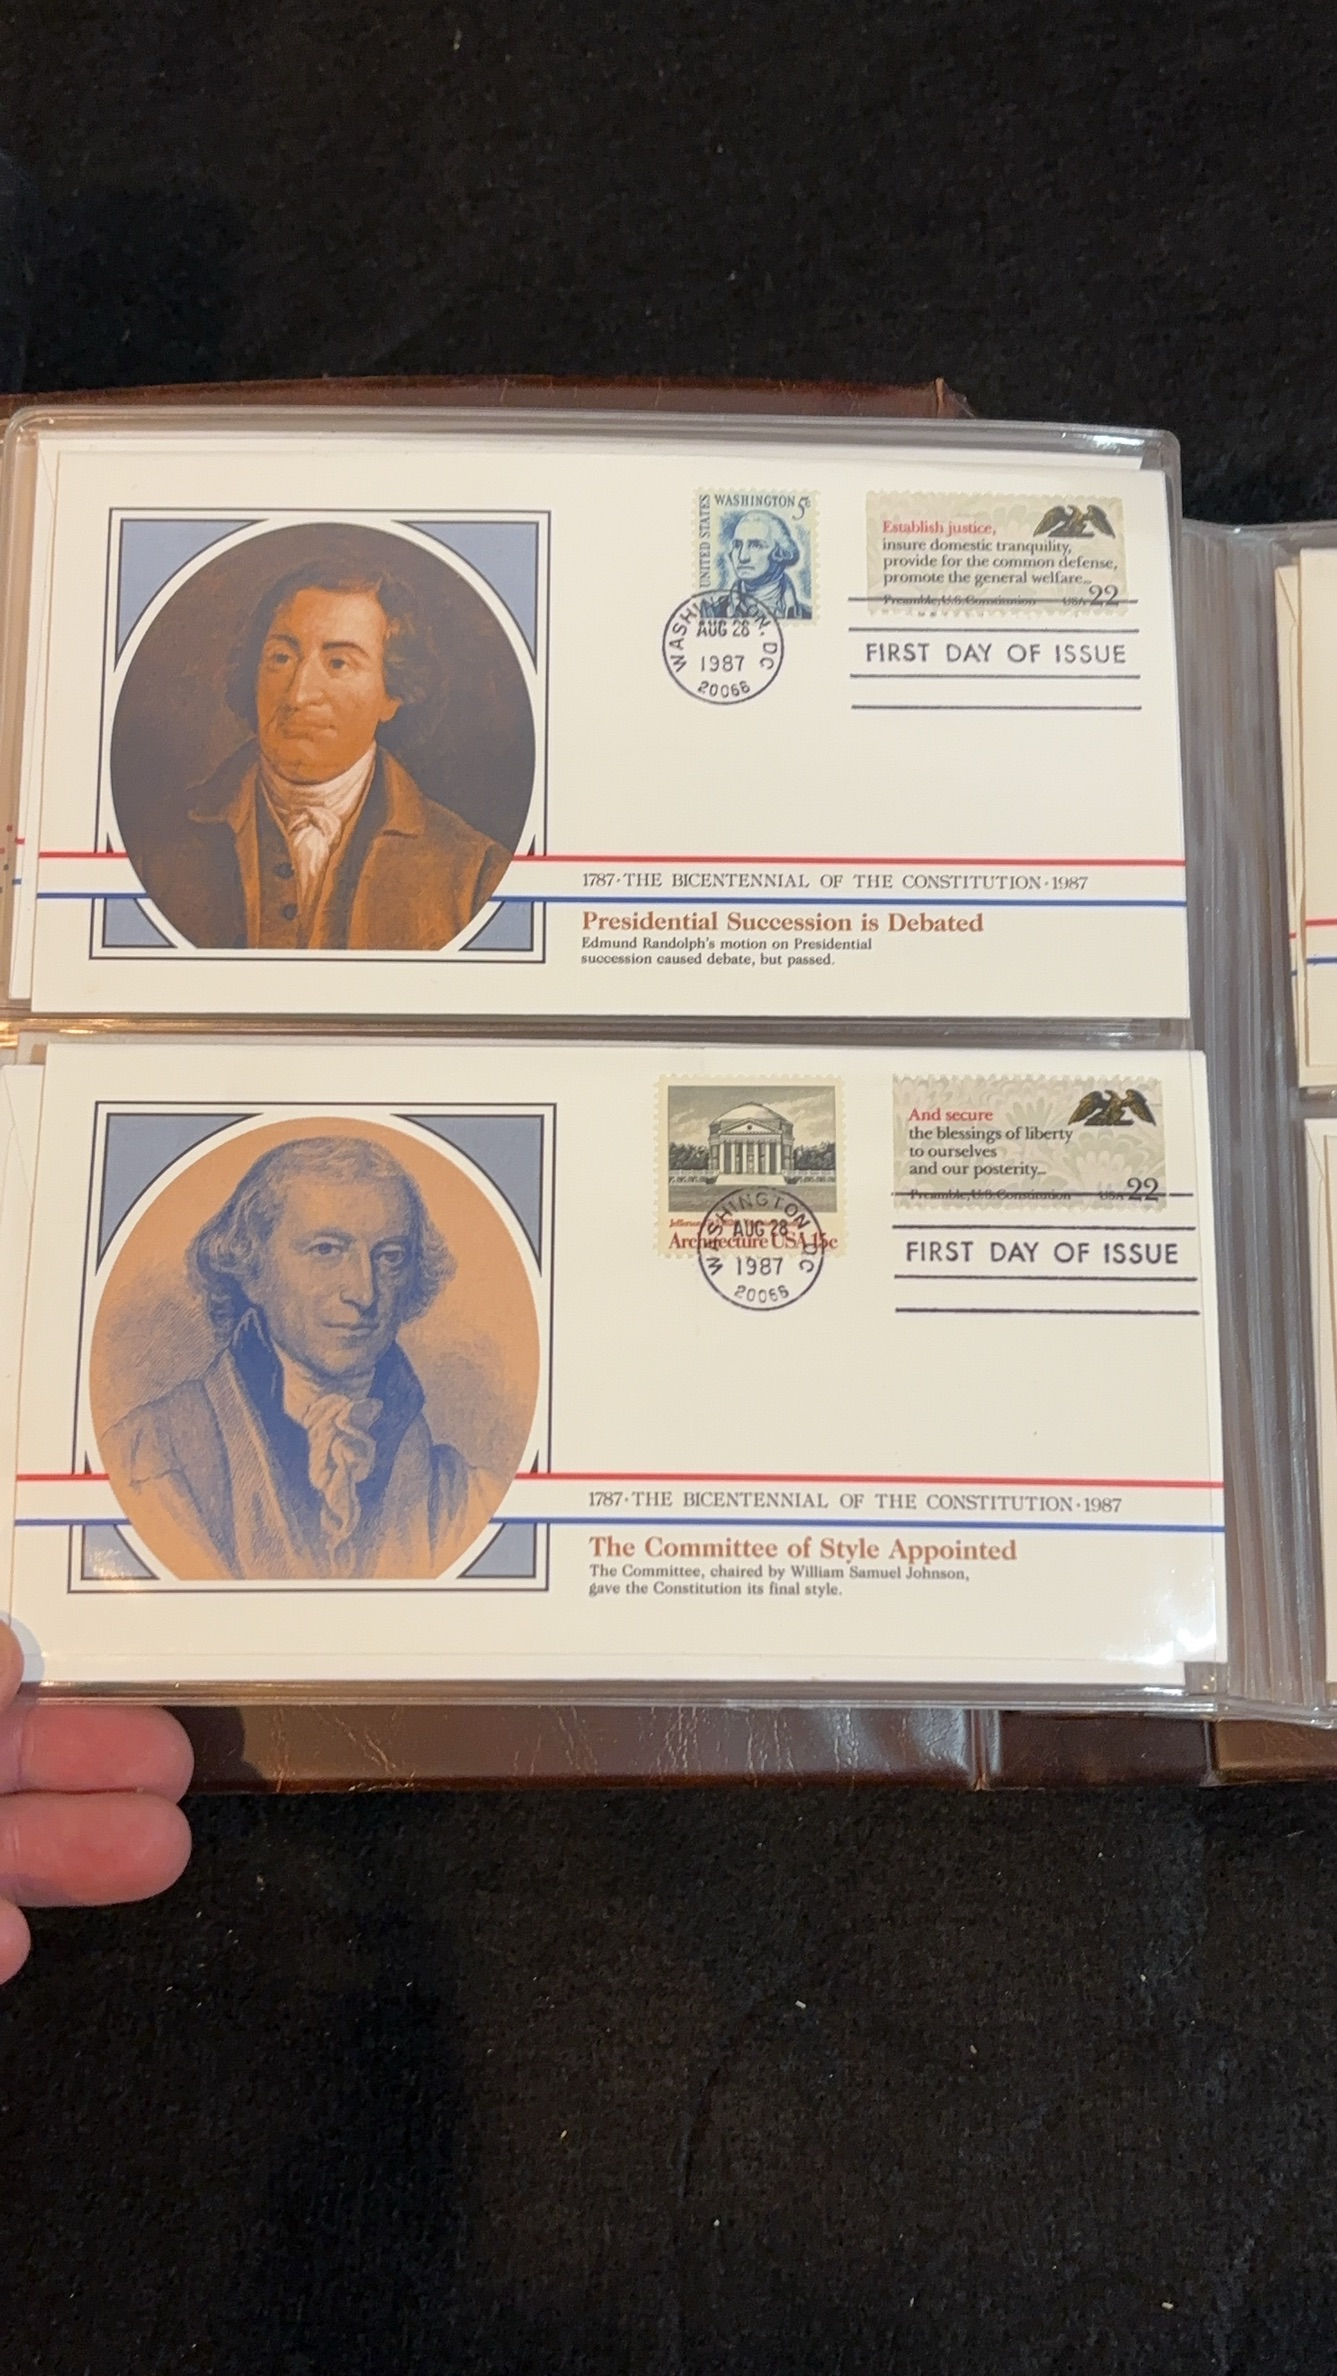 UNITED STATES
WASHINGTON 5c
Establish justice,
insure domestic tranquility,
provide for the common defense,
promote the general welfare...
Preamble, U.S. Constitution USA 22
WASHINGTON, DC
AUG 28
1987
20066
FIRST DAY OF ISSUE
1787·THE BICENTENNIAL OF THE CONSTITUTION·1987
Presidential Succession is Debated
Edmund Randolph's motion on Presidential
succession caused debate, but passed.
And secure
the blessings of liberty
to ourselves
and our posterity...
Preamble, U.S. Constitution USA 22
Architecture USA 15c
WASHINGTON, DC
AUG 28
1987
20066
FIRST DAY OF ISSUE
1787·THE BICENTENNIAL OF THE CONSTITUTION·1987
The Committee of Style Appointed
The Committee, chaired by William Samuel Johnson,
gave the Constitution its final style.